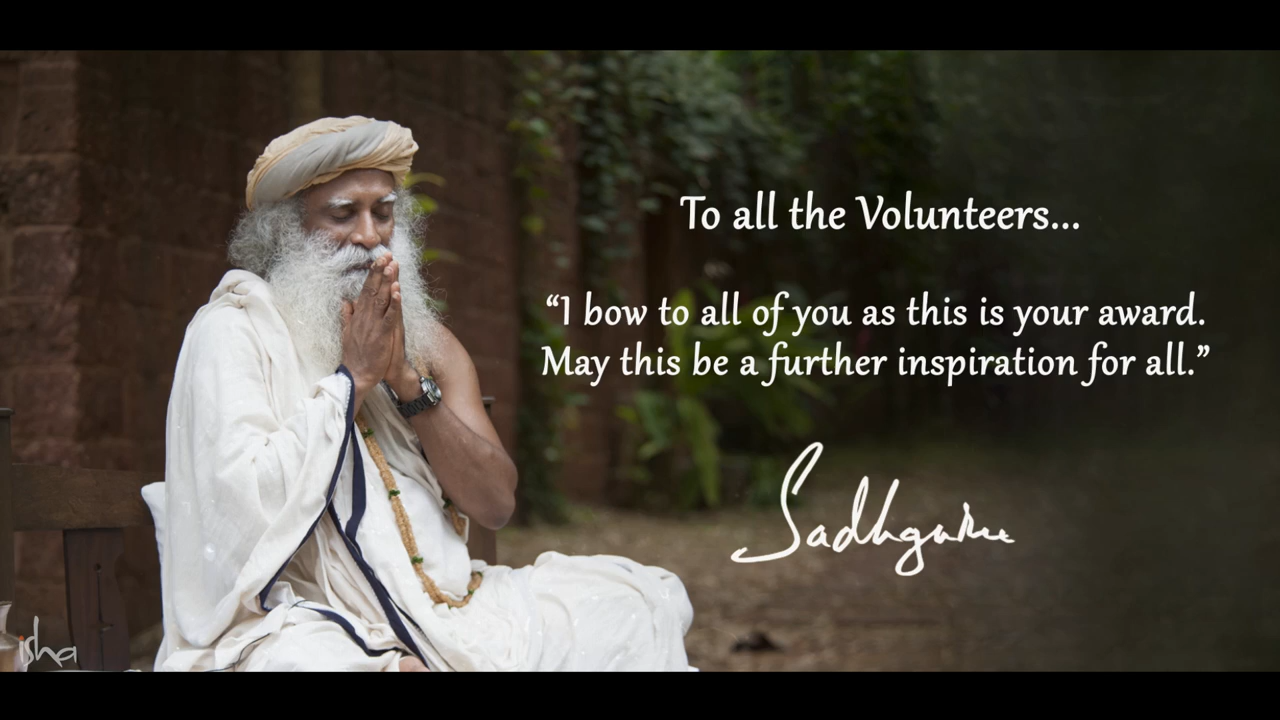 To all the Volunteers...
“I bow to all of you as this is your award.
May this be a further inspiration for all.”
Sadhguru
isha